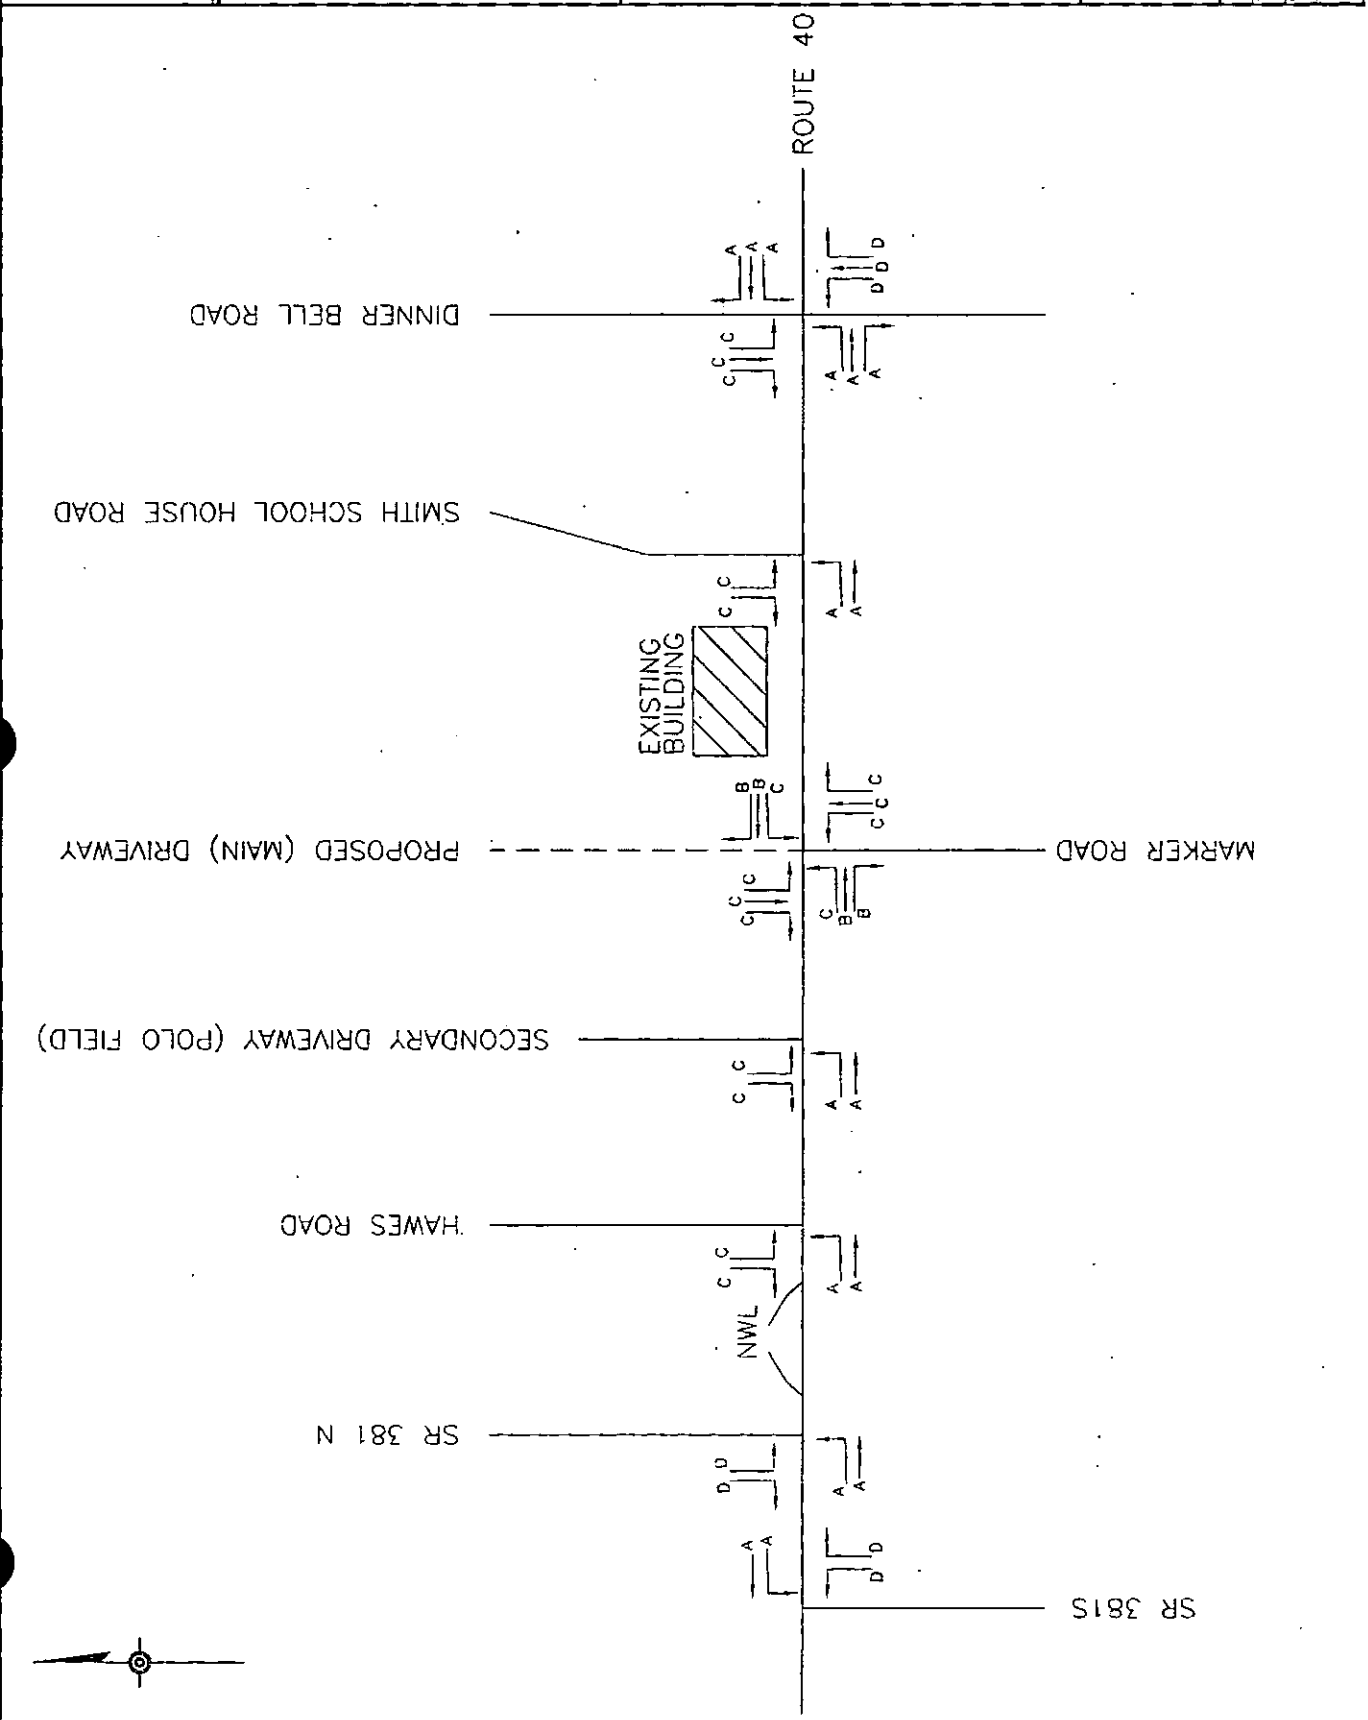 ROUTE 40
A
A
A
DINNER BELL ROAD
C
C
C
D
D
D
A
A
A
SMITH SCHOOL HOUSE ROAD
C
C
A
A
EXISTING
BUILDING
B
B
C
PROPOSED (MAIN) DRIVEWAY
C
C
C
MARKER ROAD
C
C
C
C
B
B
SECONDARY DRIVEWAY (POLO FIELD)
C
C
A
A
HAWES ROAD
C
C
A
A
NWL
SR 381 N
D
D
A
A
A
A
D
D
SR 381S